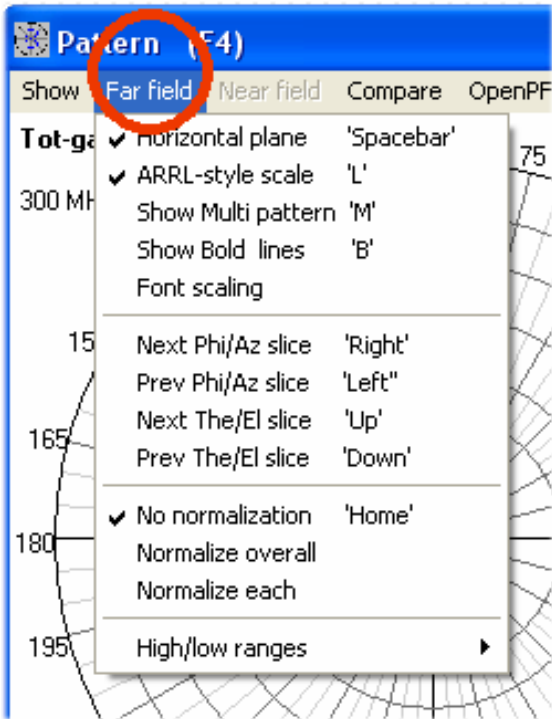 Pattern (F4)
Show Far field Near field Compare OpenPF
Tot-ga
Horizontal plane 'Spacebar'
75
ARRL-style scale 'L'
300 MH
Show Multi pattern 'M'
Show Bold lines 'B'
Font scaling
15
Next Phi/Az slice 'Right'
Prev Phi/Az slice 'Left"
Next The/El slice 'Up'
165
Prev The/El slice 'Down'
No normalization 'Home'
180
Normalize overall
Normalize each
195
High/low ranges